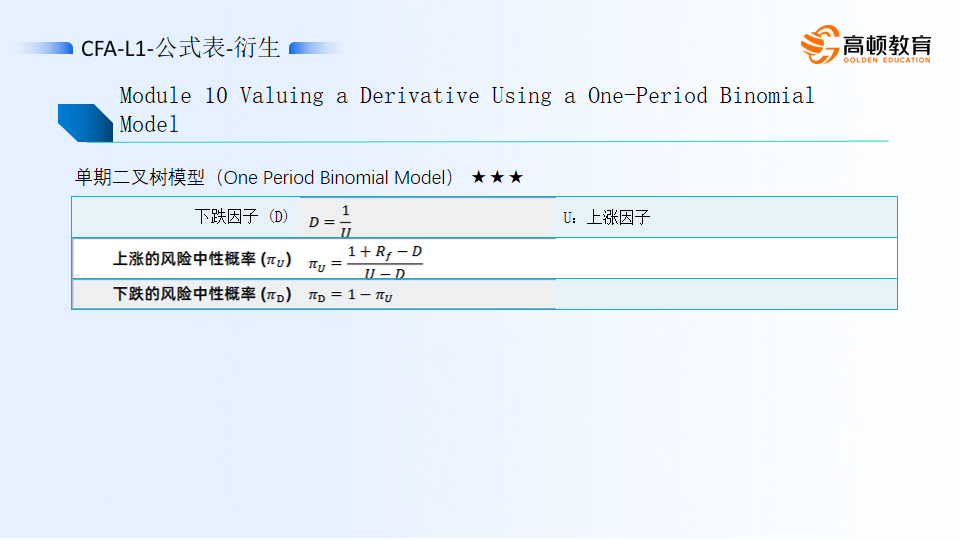 CFA-L1-公式表-衍生
高顿教育
GOLDEN EDUCATION
Module 10 Valuing a Derivative Using a One-Period Binomial
Model
单期二叉树模型（One Period Binomial Model） ★★★
下跌因子 (D) D = 1/U U: 上涨因子
上涨的风险中性概率 (π_U) π_U = (1 + R_f − D)/(U − D)
下跌的风险中性概率 (π_D) π_D = 1 − π_U